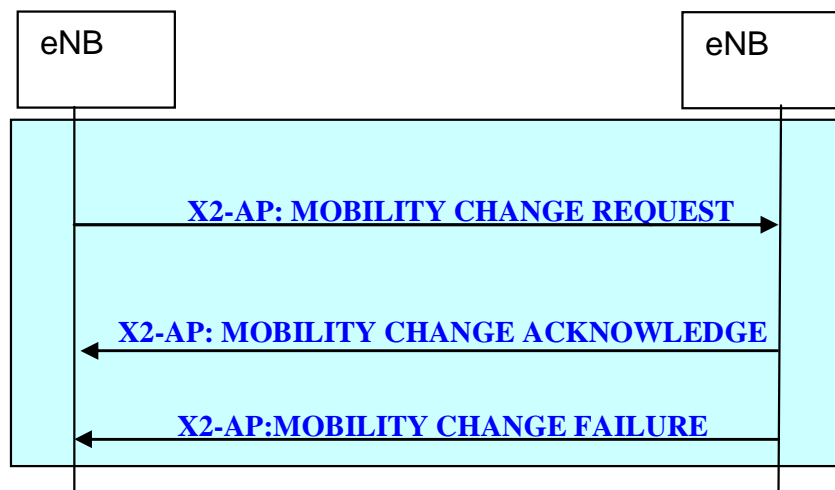 eNB
eNB
X2-AP: MOBILITY CHANGE REQUEST
X2-AP: MOBILITY CHANGE ACKNOWLEDGE
X2-AP:MOBILITY CHANGE FAILURE